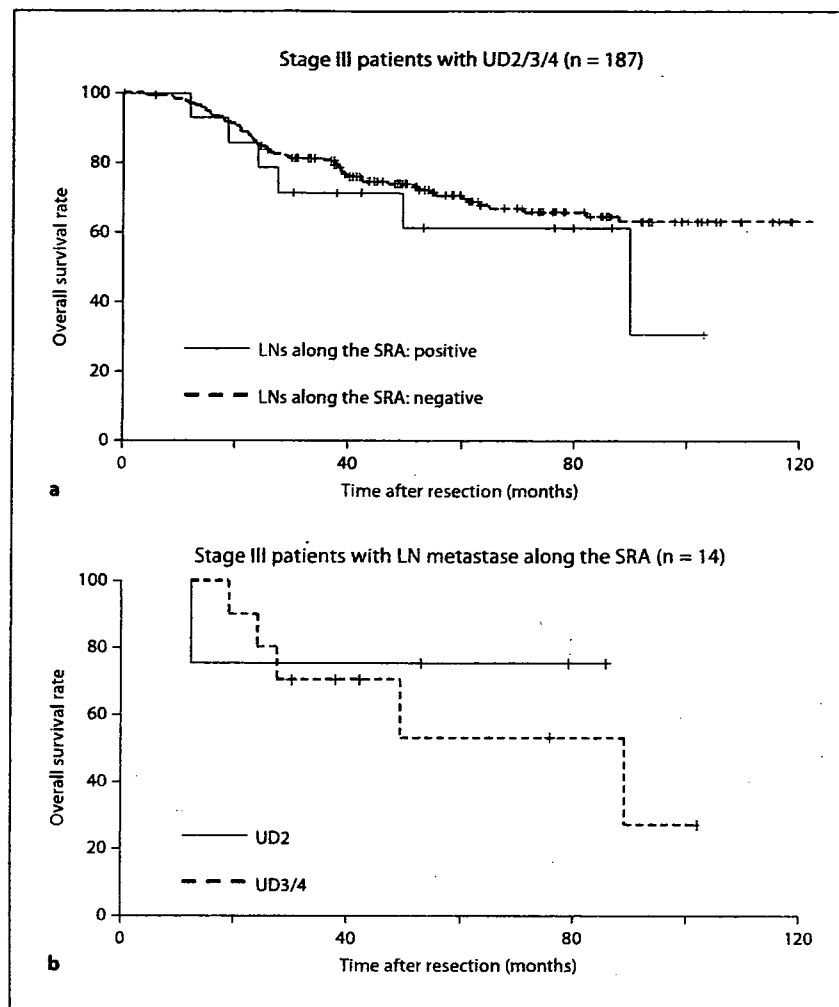 Stage III patients with UD2/3/4 (n = 187)
100
80
60
40
20
0
Overall survival rate
LNs along the SRA: positive
LNs along the SRA: negative
0 40 80 120
Time after resection (months)
a
Stage III patients with LN metastase along the SRA (n = 14)
100
80
60
40
20
0
Overall survival rate
UD2
UD3/4
0 40 80 120
Time after resection (months)
b